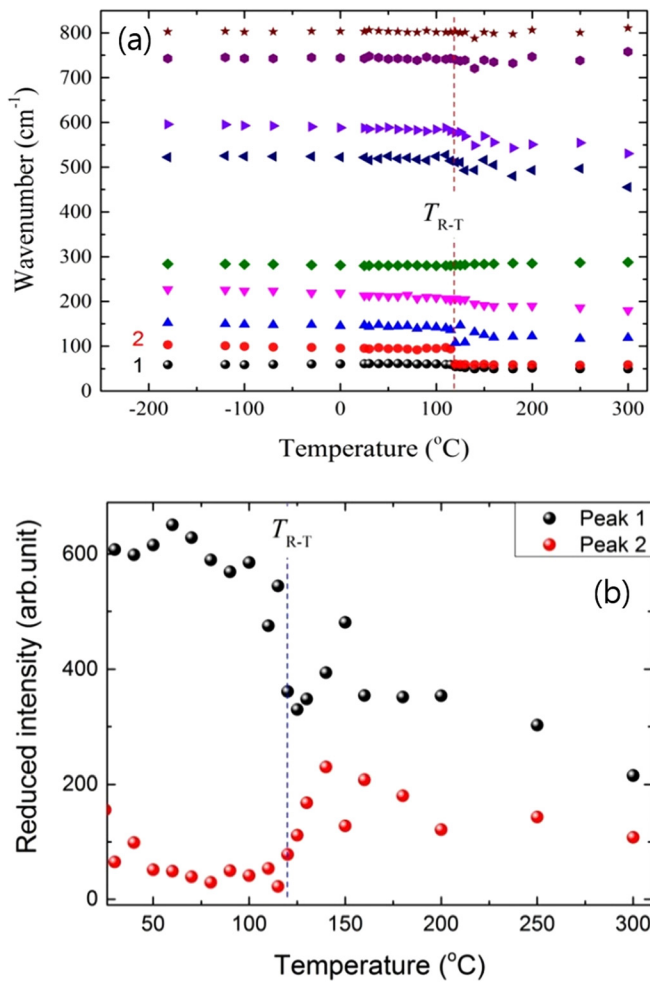 (a)
800
700
600
500
400
300
200
100
0
Wavenumber (cm⁻¹)
T_R-T
2
1
-200
-100
0
100
200
300
Temperature (°C)
Peak 1
Peak 2
T_R-T
(b)
600
400
200
0
Reduced intensity (arb.unit)
50
100
150
200
250
300
Temperature (°C)